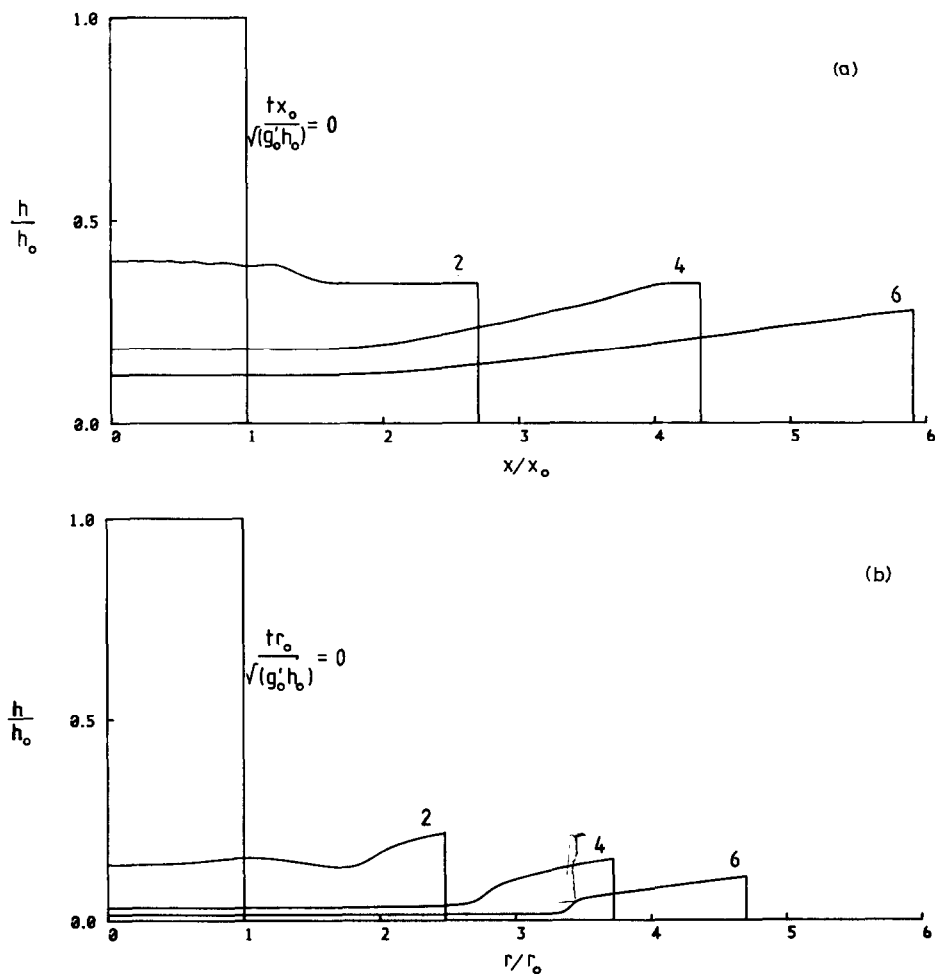 1.0
(a)
tx₀
√(g′₀h₀) = 0
h
h₀
0.5
2
4
6
0.0
0 1 2 3 4 5 6
x/x₀
1.0
(b)
tr₀
√(g′₀h₀) = 0
h
h₀
0.5
2
4
6
0.0
0 1 2 3 4 5 6
r/r₀